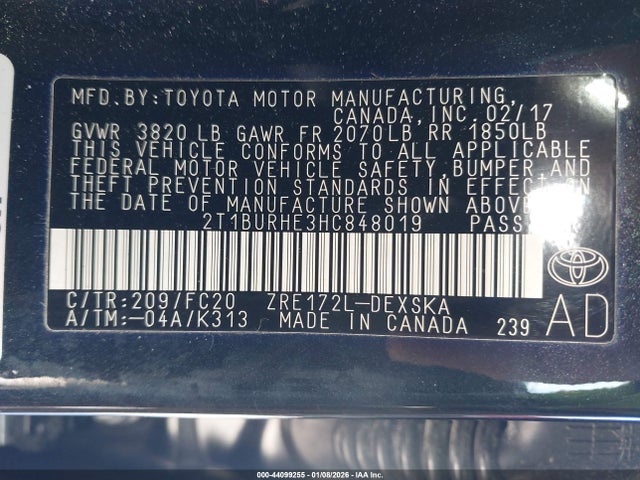 MFD.BY:TOYOTA MOTOR MANUFACTURING,
CANADA, INC. 02/17
GVWR 3820 LB GAWR FR 2070LB RR 1850LB
THIS VEHICLE CONFORMS TO ALL APPLICABLE
FEDERAL MOTOR VEHICLE SAFETY,BUMPER,AND
THEFT PREVENTION STANDARDS IN EFFECT ON
THE DATE OF MANUFACTURE SHOWN ABOVE.
2T1BURHE3HC848019 PASS
C/TR:209/FC20 ZRE172L-DEXSKA
A/TM:-04A/K313 MADE IN CANADA 239
AD
000-44099255 - 01/08/2026 - IAA Inc.